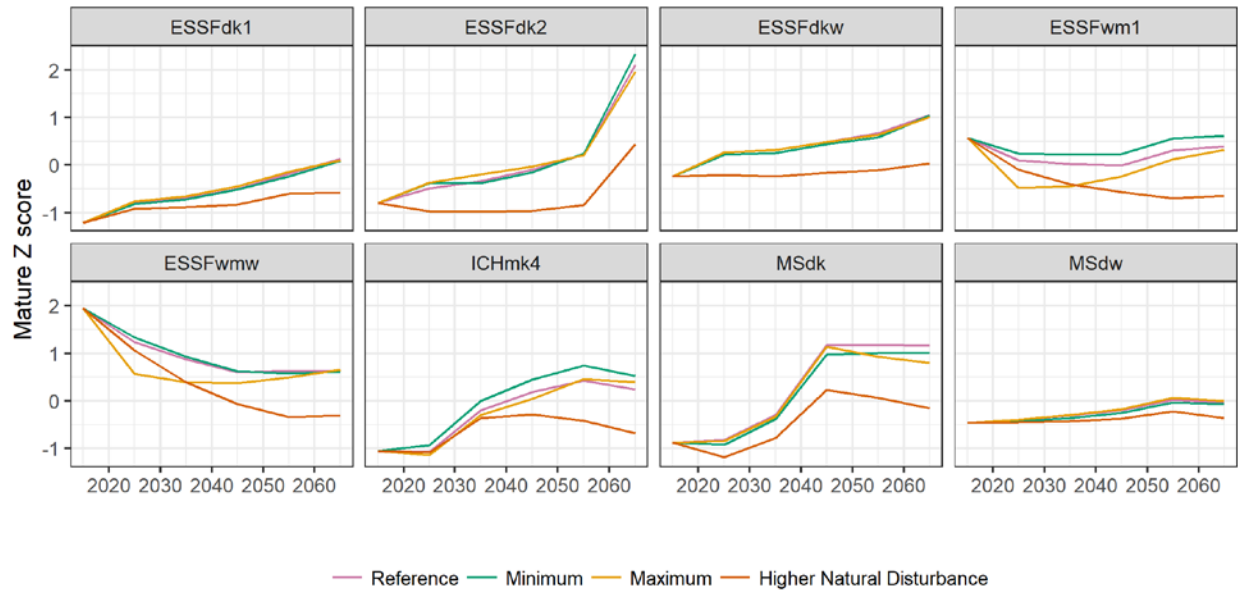 ESSFdk1 ESSFdk2 ESSFdkw ESSFwm1
2
1
0
-1
ESSFwmw ICHmk4 MSdk MSdw
2
1
0
-1
2020 2030 2040 2050 2060 2020 2030 2040 2050 2060 2020 2030 2040 2050 2060 2020 2030 2040 2050 2060
Mature Z score
Reference Minimum Maximum Higher Natural Disturbance